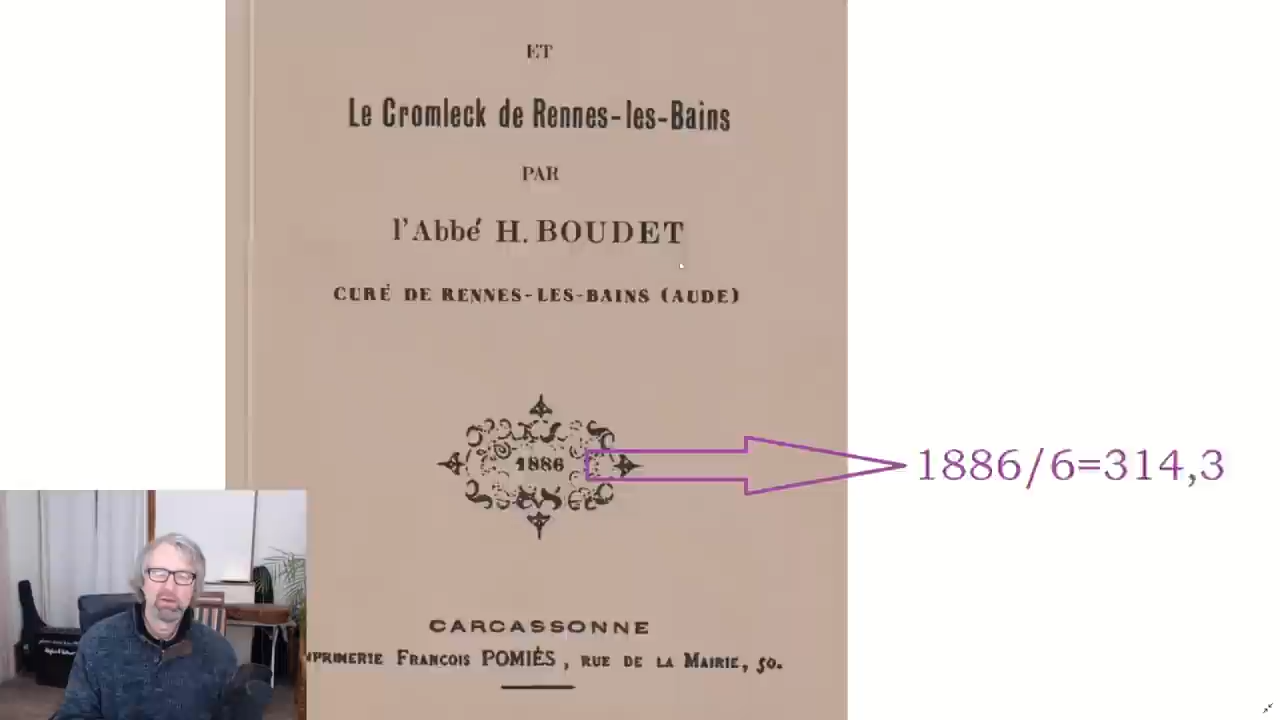 ET
Le Cromleck de Rennes-les-Bains
PAR
l'Abbé H. BOUDET
CURÉ DE RENNES-LES-BAINS (AUDE)
1886
1886/6=314,3
CARCASSONNE
MPRIMERIE FRANCOIS POMIÈS, RUE DE LA MAIRIE, 50.